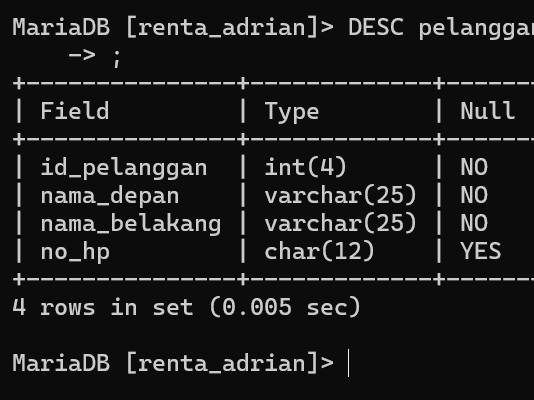 MariaDB [renta_adrian]> DESC pelanggan
    -> ;
+----------------+-------------+------
| Field          | Type        | Null
+----------------+-------------+------
| id_pelanggan   | int(4)      | NO
| nama_depan     | varchar(25) | NO
| nama_belakang  | varchar(25) | NO
| no_hp          | char(12)    | YES
+----------------+-------------+------
4 rows in set (0.005 sec)
MariaDB [renta_adrian]>